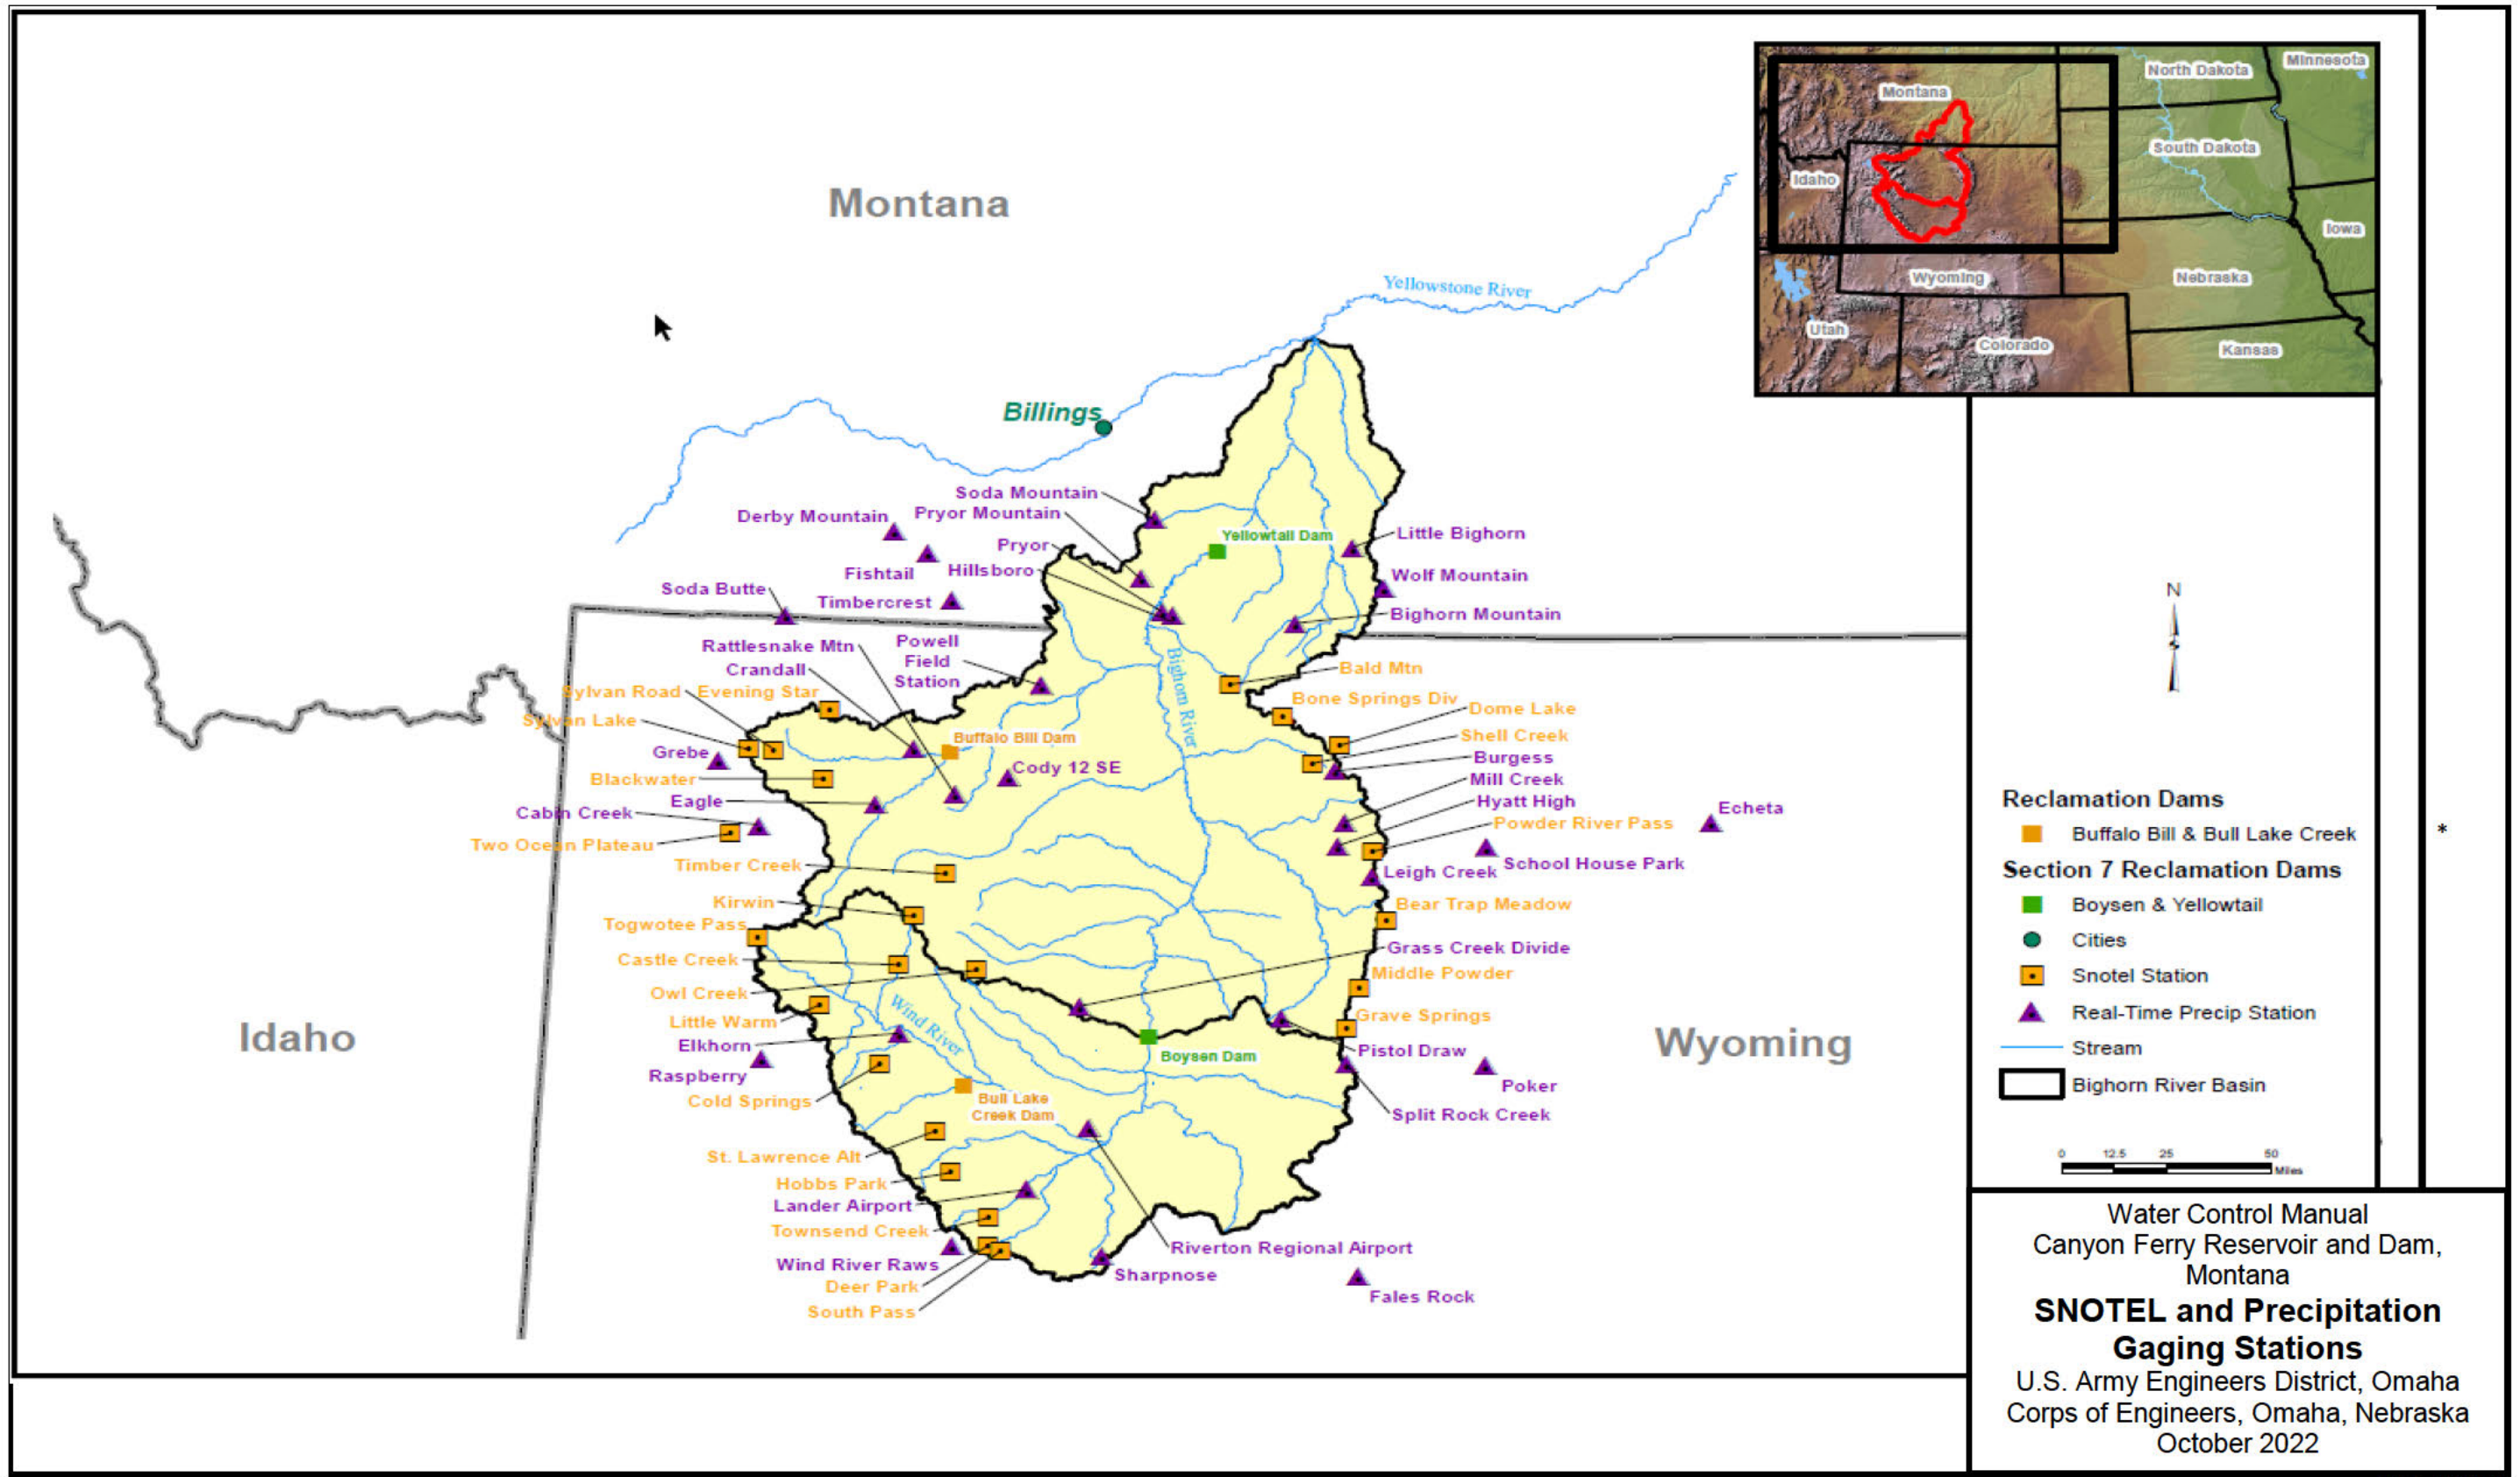 Montana
Yellowstone River
Billings
Soda Mountain
Derby Mountain
Pryor Mountain
Pryor
Fishtail
Hillsboro
Soda Butte
Timbercrest
Yellowtail Dam
Little Bighorn
Wolf Mountain
Bighorn Mountain
Rattlesnake Mtn
Powell
Field
Station
Crandall
Sylvan Road
Evening Star
Sylvan Lake
Grebe
Blackwater
Buffalo Bill Dam
Cody 12 SE
Bighorn River
Bald Mtn
Bone Springs Div
Dome Lake
Shell Creek
Burgess
Mill Creek
Hyatt High
Powder River Pass
Echeta
Eagle
Cabin Creek
Two Ocean Plateau
Timber Creek
School House Park
Leigh Creek
Kirwin
Togwotee Pass
Bear Trap Meadow
Castle Creek
Grass Creek Divide
Owl Creek
Middle Powder
Little Warm
Wind River
Grave Springs
Idaho
Elkhorn
Wyoming
Raspberry
Boysen Dam
Pistol Draw
Poker
Cold Springs
Bull Lake
Creek Dam
Split Rock Creek
St. Lawrence Alt
Hobbs Park
Lander Airport
Townsend Creek
Wind River Raws
Riverton Regional Airport
Deer Park
Sharpnose
South Pass
Fales Rock
North Dakota
Minnesota
Montana
South Dakota
Idaho
Iowa
Wyoming
Nebraska
Utah
Colorado
Kansas
N
S
Reclamation Dams
Buffalo Bill & Bull Lake Creek
*
Section 7 Reclamation Dams
Boysen & Yellowtail
Cities
Snotel Station
Real-Time Precip Station
Stream
Bighorn River Basin
0 12.5 25 50
Miles
Water Control Manual
Canyon Ferry Reservoir and Dam,
Montana
SNOTEL and Precipitation
Gaging Stations
U.S. Army Engineers District, Omaha
Corps of Engineers, Omaha, Nebraska
October 2022